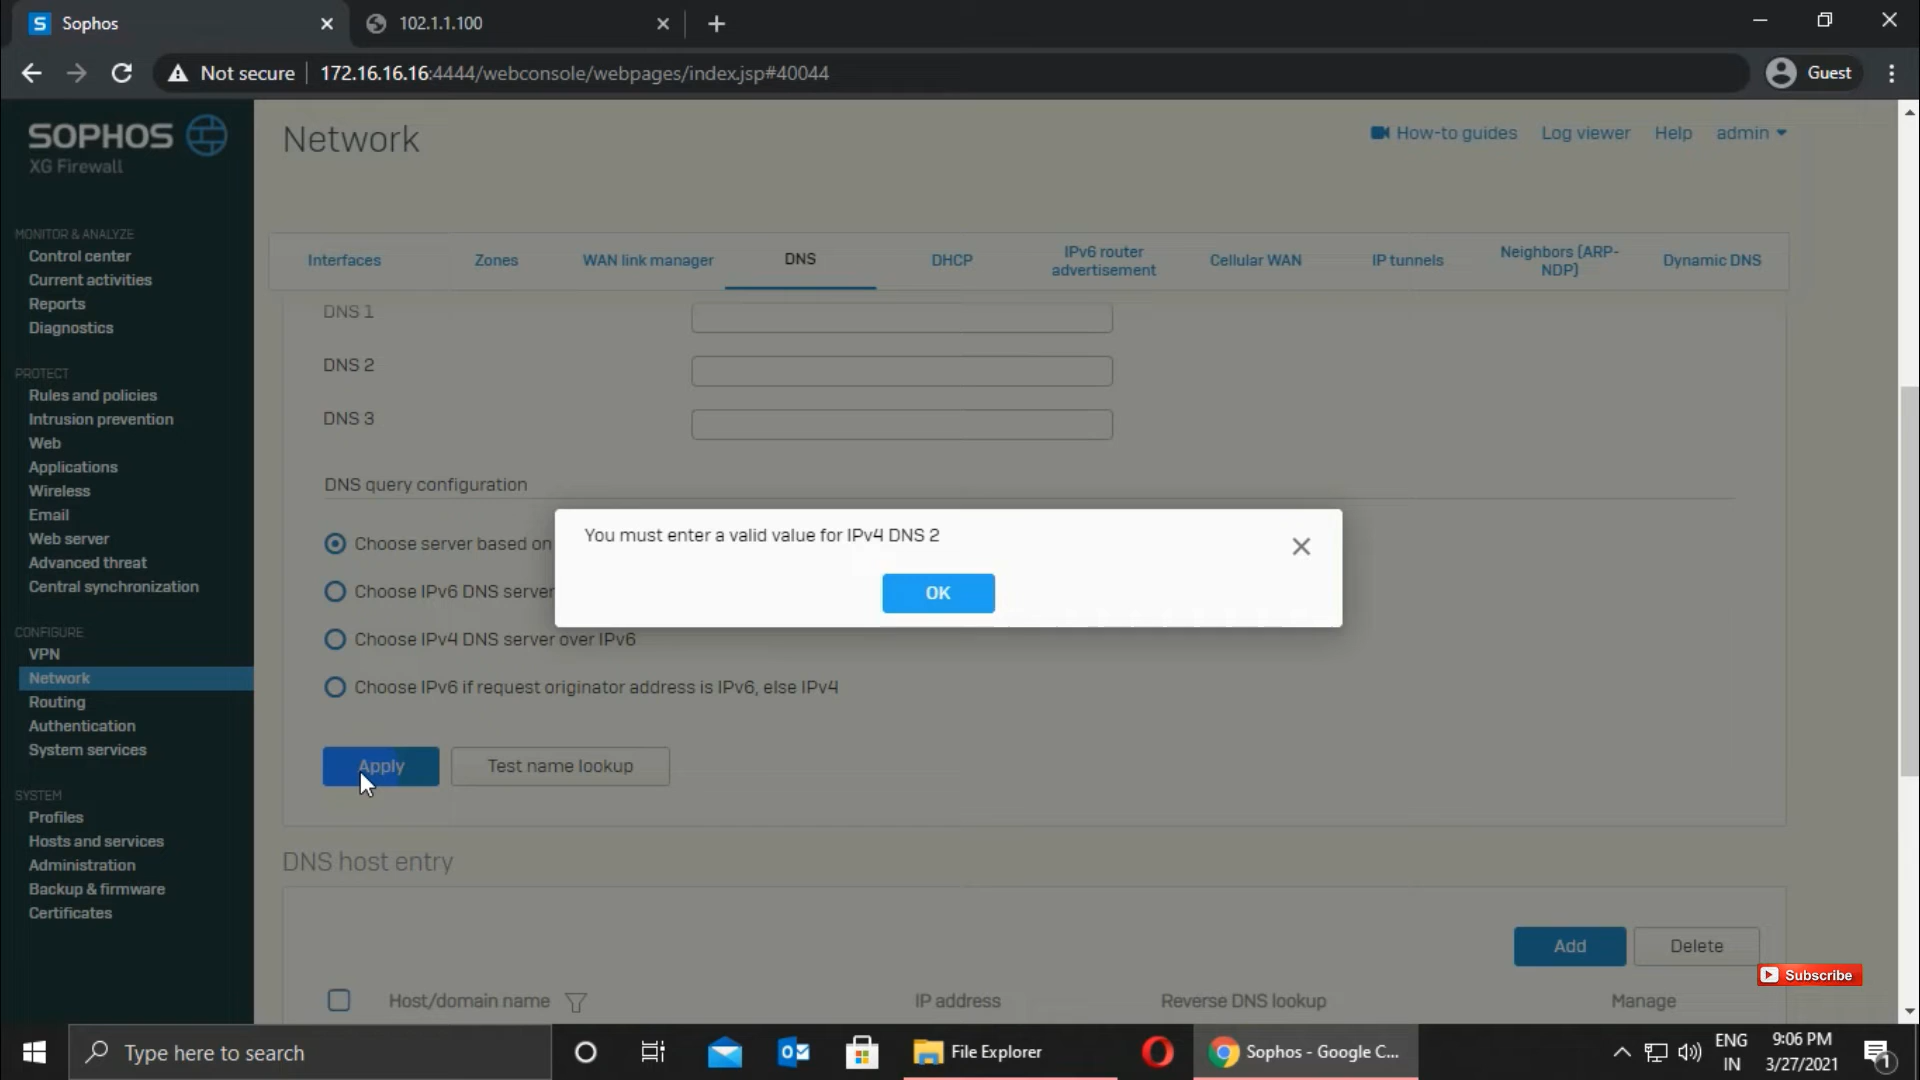 S Sophos
102.1.1.100
Not secure
172.16.16.16:4444/webconsole/webpages/index.jsp#40044
Guest
SOPHOS
XG Firewall
Network
How-to guides
Log viewer
Help
admin
MONITOR & ANALYZE
Control center
Current activities
Reports
Diagnostics
PROTECT
Rules and policies
Intrusion prevention
Web
Applications
Wireless
Email
Web server
Advanced threat
Central synchronization
CONFIGURE
VPN
Network
Routing
Authentication
System services
SYSTEM
Profiles
Hosts and services
Administration
Backup & firmware
Certificates
Interfaces
Zones
WAN link manager
DNS
DHCP
IPv6 router
advertisement
Cellular WAN
IP tunnels
Neighbors (ARP-
NDP)
Dynamic DNS
DNS 1
DNS 2
DNS 3
DNS query configuration
Choose server based on
Choose IPv6 DNS server
Choose IPv4 DNS server over IPv6
Choose IPv6 if request originator address is IPv6, else IPv4
You must enter a valid value for IPv4 DNS 2
OK
Apply
Test name lookup
DNS host entry
Add
Delete
Subscribe
Host/domain name
IP address
Reverse DNS lookup
Manage
Type here to search
File Explorer
Sophos - Google C...
ENG
IN
9:06 PM
3/27/2021
1